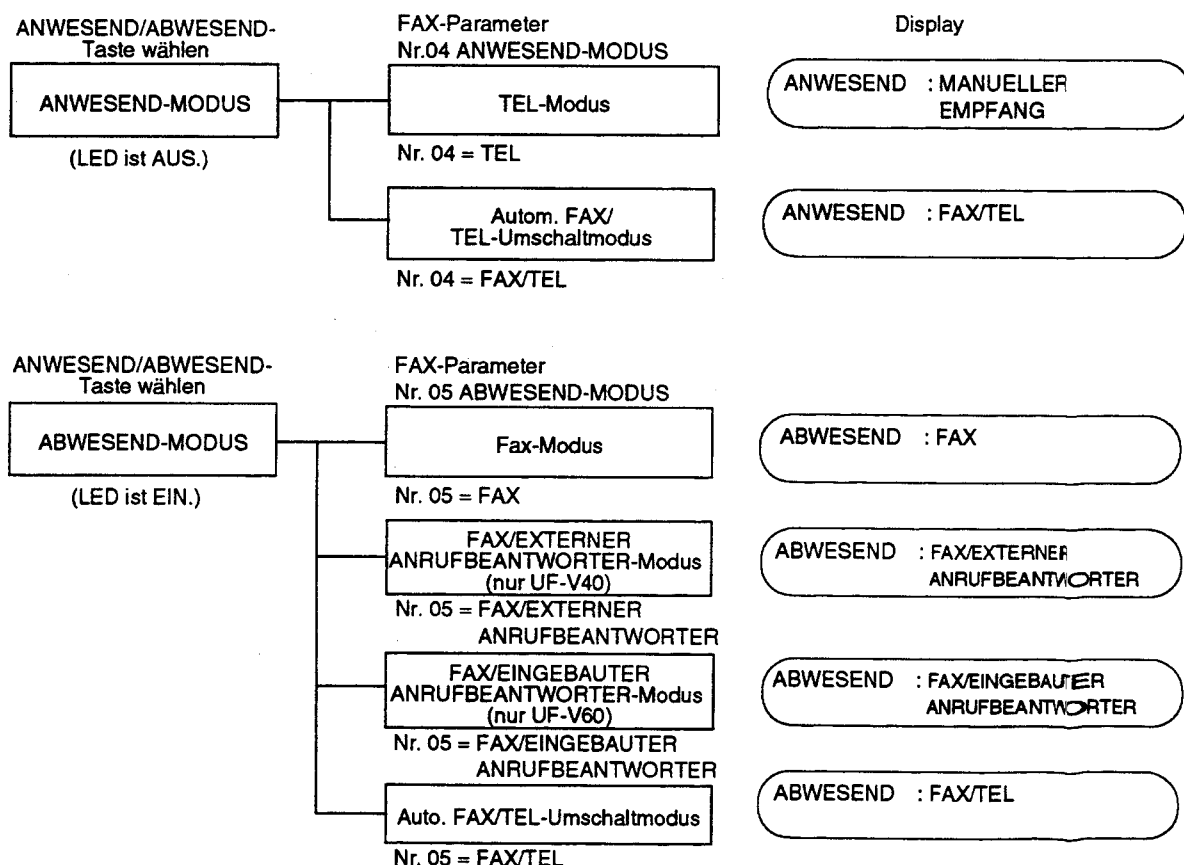 ANWESEND/ABWESEND-
Taste wählen
FAX-Parameter
Nr.04 ANWESEND-MODUS
Display
ANWESEND-MODUS
(LED ist AUS.)
TEL-Modus
Nr. 04 = TEL
ANWESEND : MANUELLER
EMPFANG
Autom. FAX/
TEL-Umschaltmodus
Nr. 04 = FAX/TEL
ANWESEND : FAX/TEL
ANWESEND/ABWESEND-
Taste wählen
FAX-Parameter
Nr. 05 ABWESEND-MODUS
ABWESEND-MODUS
(LED ist EIN.)
Fax-Modus
Nr. 05 = FAX
ABWESEND : FAX
FAX/EXTERNER
ANRUFBEANTWORTER-Modus
(nur UF-V40)
Nr. 05 = FAX/EXTERNER
ANRUFBEANTWORTER
ABWESEND : FAX/EXTERNER
ANRUFBEANTWORTER
FAX/EINGEBAUTER
ANRUFBEANTWORTER-Modus
(nur UF-V60)
Nr. 05 = FAX/EINGEBAUTER
ANRUFBEANTWORTER
ABWESEND : FAX/EINGEBAUTER
ANRUFBEANTWORTER
Auto. FAX/TEL-Umschaltmodus
Nr. 05 = FAX/TEL
ABWESEND : FAX/TEL